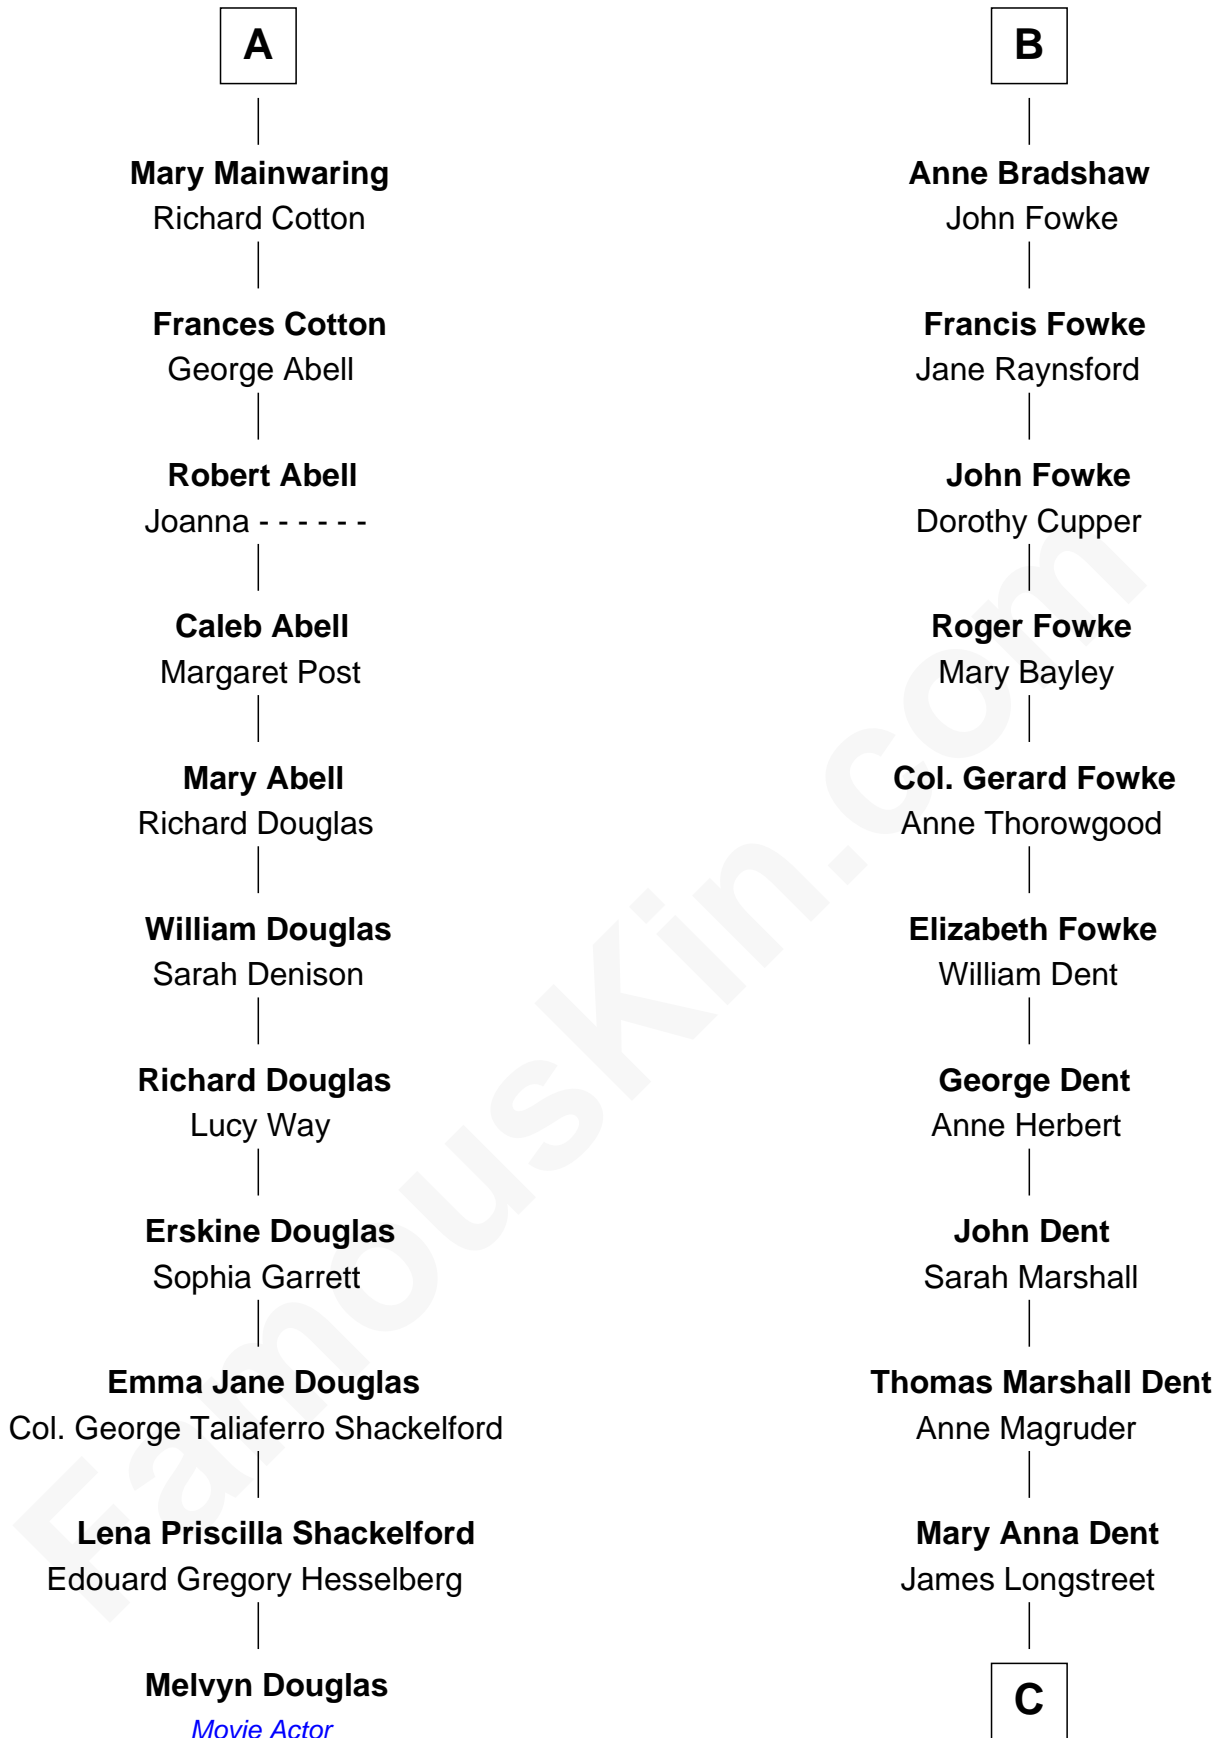 A
Mary Mainwaring
Richard Cotton
Frances Cotton
George Abell
Robert Abell
Joanna - - - - - -
Caleb Abell
Margaret Post
Mary Abell
Richard Douglas
William Douglas
Sarah Denison
Richard Douglas
Lucy Way
Erskine Douglas
Sophia Garrett
Emma Jane Douglas
Col. George Taliaferro Shackelford
Lena Priscilla Shackelford
Edouard Gregory Hesselberg
Melvyn Douglas
Movie Actor
B
Anne Bradshaw
John Fowke
Francis Fowke
Jane Raynsford
John Fowke
Dorothy Cupper
Roger Fowke
Mary Bayley
Col. Gerard Fowke
Anne Thorowgood
Elizabeth Fowke
William Dent
George Dent
Anne Herbert
John Dent
Sarah Marshall
Thomas Marshall Dent
Anne Magruder
Mary Anna Dent
James Longstreet
C
FamousKin.com